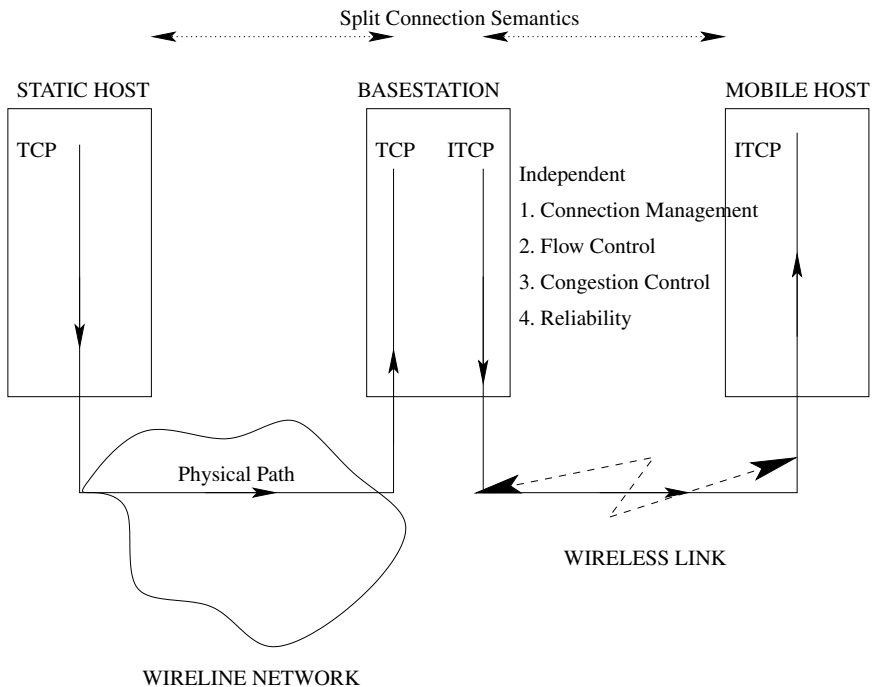 Split Connection Semantics
STATIC HOST
BASESTATION
MOBILE HOST
TCP
TCP
ITCP
ITCP
Independent
1. Connection Management
2. Flow Control
3. Congestion Control
4. Reliability
Physical Path
WIRELESS LINK
WIRELINE NETWORK